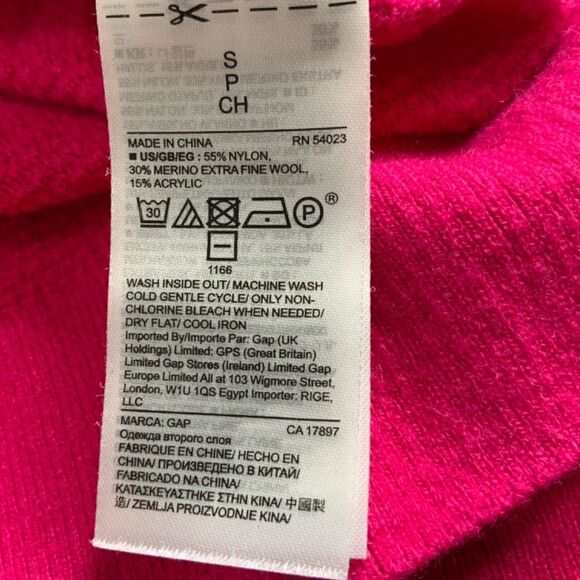 S
P
CH
MADE IN CHINA RN 54023
■ US/GB/EG : 55% NYLON,
30% MERINO EXTRA FINE WOOL,
15% ACRYLIC
30 P ®
1166
WASH INSIDE OUT/ MACHINE WASH
COLD GENTLE CYCLE/ ONLY NON-
CHLORINE BLEACH WHEN NEEDED/
DRY FLAT/ COOL IRON
Imported By/Importe Par: Gap (UK
Holdings) Limited: GPS (Great Britain)
Limited Gap Stores (Ireland) Limited Gap
Europe Limited All at 103 Wigmore Street,
London, W1U 1QS Egypt Importer: RIGE,
LLC
MARCA: GAP CA 17897
Одежда второго слоя
FABRIQUE EN CHINE/ HECHO EN
CHINA/ ПРОИЗВЕДЕНО В КИТАЙ/
FABRICADO NA CHINA/
ΚΑΤΑΣΚΕΥΑΣΤΗΚΕ ΣΤΗΝ ΚΙΝΑ/ 中國製
造/ ZEMLJA PROIZVODNJE KINA/